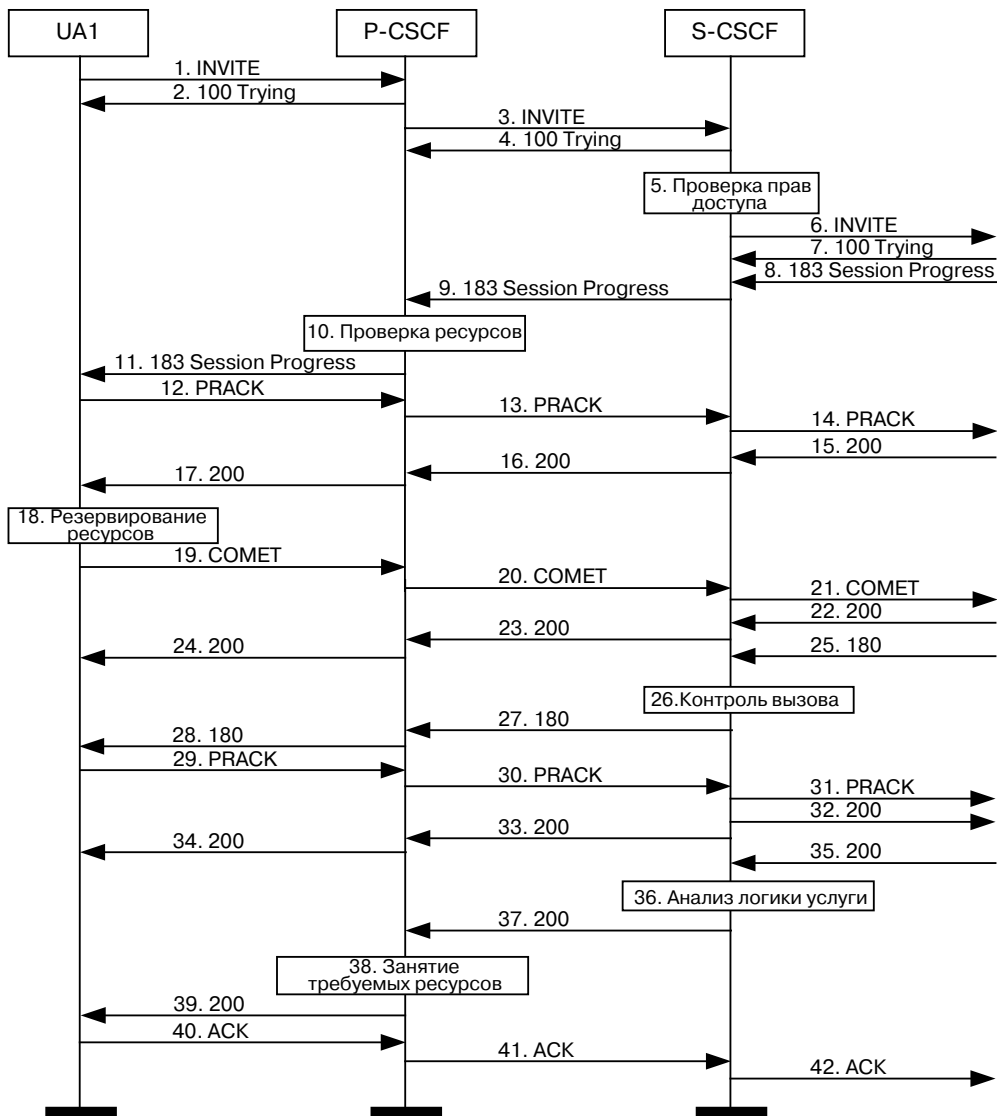 UA1
P-CSCF
S-CSCF
1. INVITE
2. 100 Trying
3. INVITE
4. 100 Trying
5. Проверка прав
доступа
6. INVITE
7. 100 Trying
8. 183 Session Progress
9. 183 Session Progress
10. Проверка ресурсов
11. 183 Session Progress
12. PRACK
13. PRACK
14. PRACK
15. 200
16. 200
17. 200
18. Резервирование
ресурсов
19. COMET
20. COMET
21. COMET
22. 200
23. 200
24. 200
25. 180
26.Контроль вызова
27. 180
28. 180
29. PRACK
30. PRACK
31. PRACK
32. 200
33. 200
34. 200
35. 200
36. Анализ логики услуги
37. 200
38. Занятие
требуемых ресурсов
39. 200
40. ACK
41. ACK
42. ACK